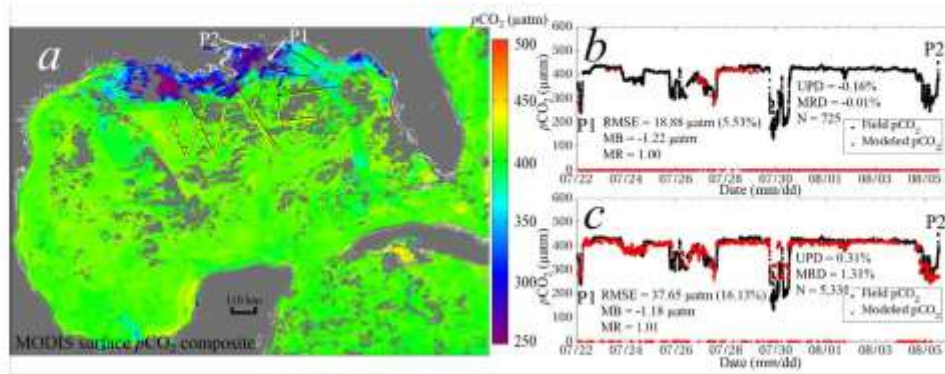 a
P2
P1
110 km
MODIS surface pCO2 composite
pCO2 (µatm)
500
450
400
350
300
250
b
P2
pCO2 (µatm)
600
500
400
300
200
100
0
P1
UPD = -0.16%
MRD = -0.01%
N = 725
RMSE = 18.88 µatm (5.53%)
MB = -1.22 µatm
MR = 1.00
Field pCO2
Modeled pCO2
07/22 07/24 07/26 07/28 07/30 08/01 08/03 08/05
Date (mm/dd)
c
P2
pCO2 (µatm)
600
500
400
300
200
100
0
P1
UPD = 0.31%
MRD = 1.31%
RMSE = 37.65 µatm (16.13%)
MB = -1.18 µatm
MR = 1.01
Field pCO2
Modeled pCO2
07/22 07/24 07/26 07/28 07/30 08/01 08/03 08/05
Date (mm/dd)